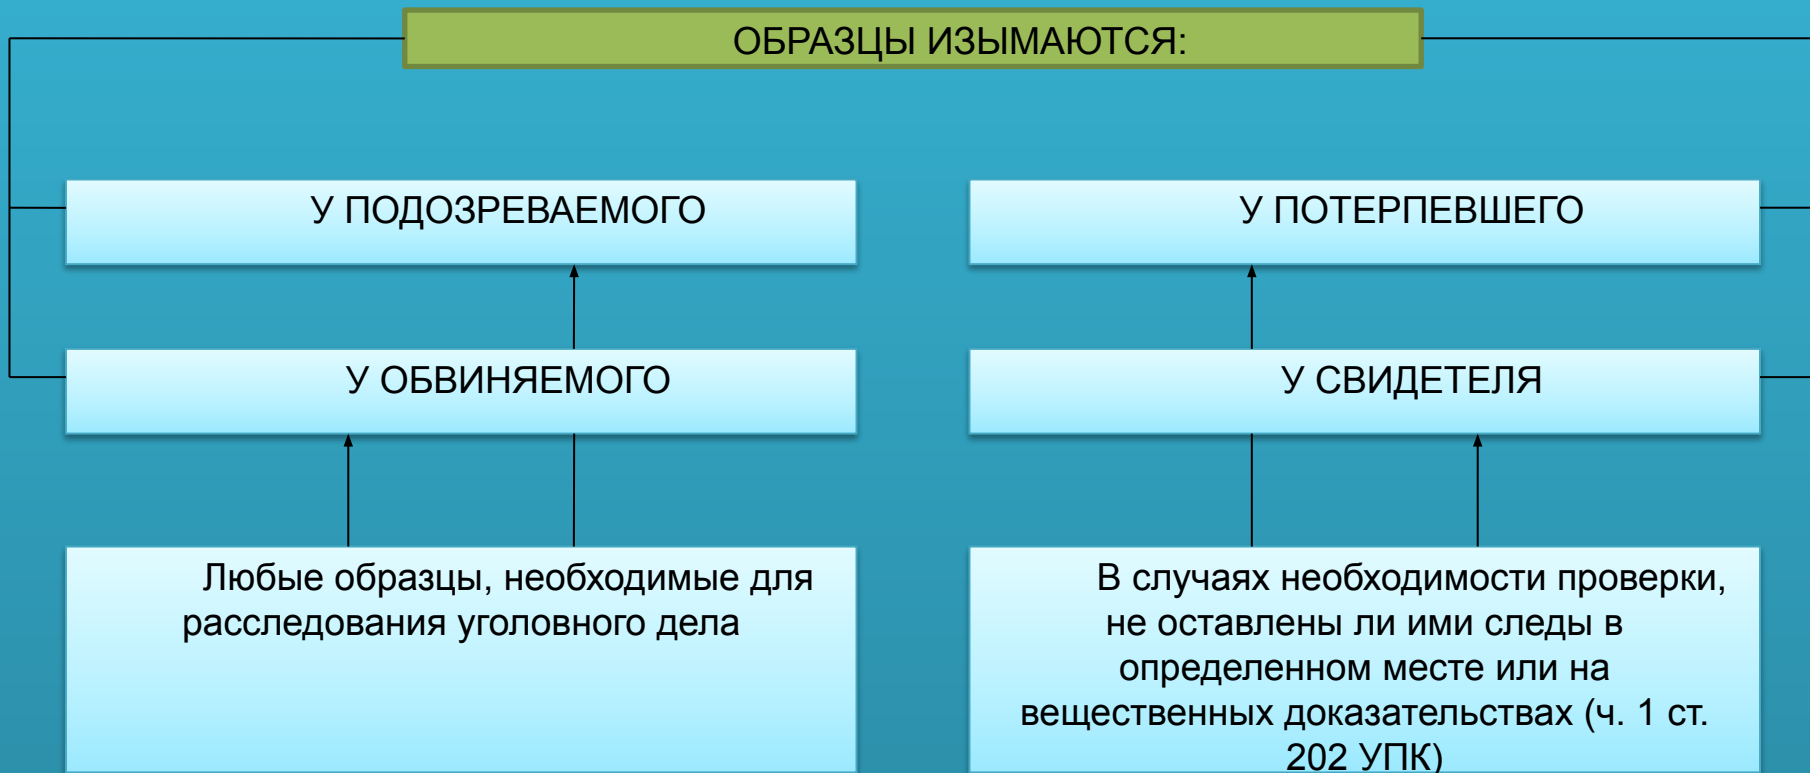 ОБРАЗЦЫ ИЗЫМАЮТСЯ:
У ПОДОЗРЕВАЕМОГО
У ПОТЕРПЕВШЕГО
У ОБВИНЯЕМОГО
У СВИДЕТЕЛЯ
Любые образцы, необходимые для
расследования уголовного дела
В случаях необходимости проверки,
не оставлены ли ими следы в
определенном месте или на
вещественных доказательствах (ч. 1 ст.
202 УПК)